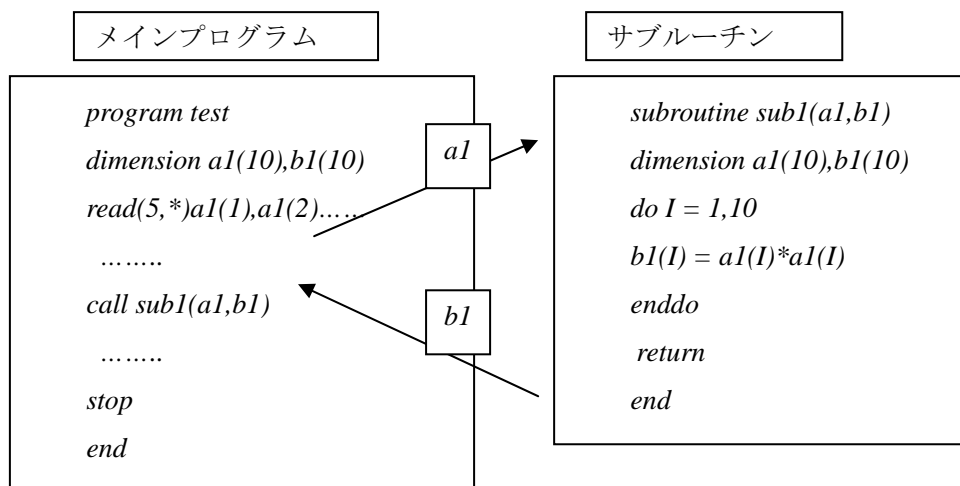 メインプログラム
program test
dimension a1(10),b1(10)
read(5,*)a1(1),a1(2)…..
……..
call sub1(a1,b1)
……..
stop
end
a1
b1
サブルーチン
subroutine sub1(a1,b1)
dimension a1(10),b1(10)
do I = 1,10
b1(I) = a1(I)*a1(I)
enddo
return
end